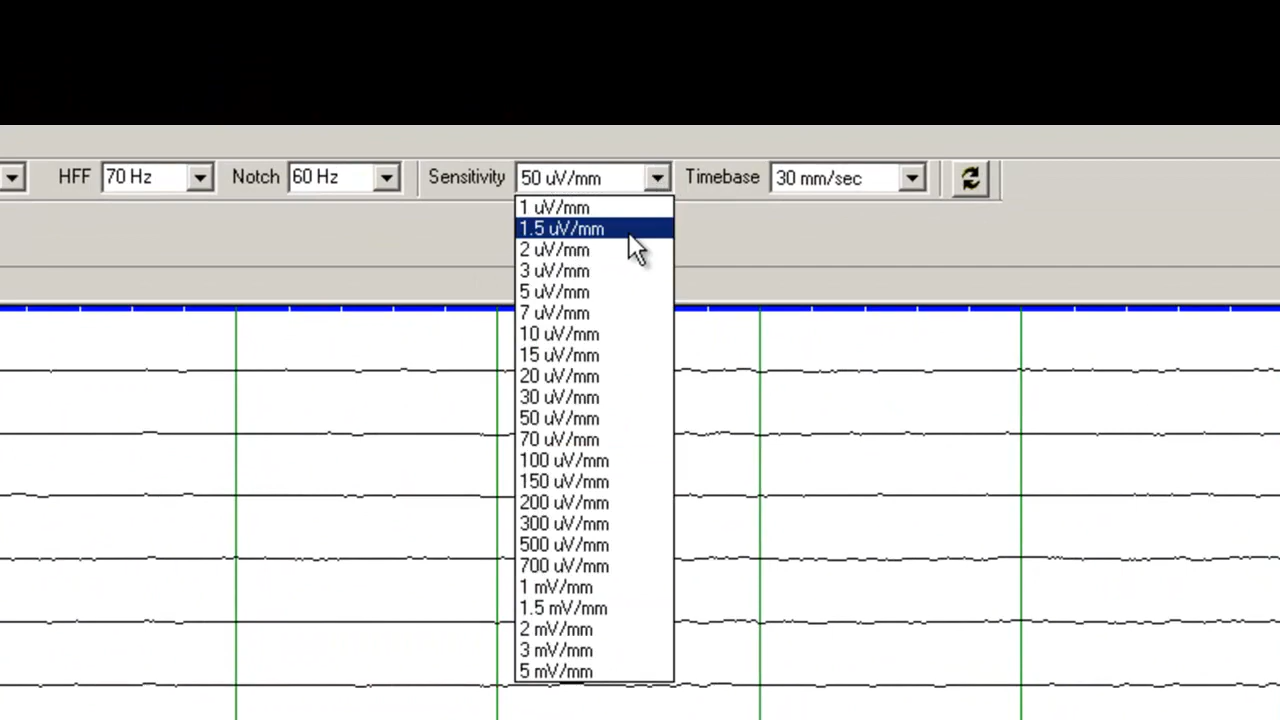 HFF 70 Hz Notch 60 Hz Sensitivity 50 uV/mm Timebase 30 mm/sec
1 uV/mm
1.5 uV/mm
2 uV/mm
3 uV/mm
5 uV/mm
7 uV/mm
10 uV/mm
15 uV/mm
20 uV/mm
30 uV/mm
50 uV/mm
70 uV/mm
100 uV/mm
150 uV/mm
200 uV/mm
300 uV/mm
500 uV/mm
700 uV/mm
1 mV/mm
1.5 mV/mm
2 mV/mm
3 mV/mm
5 mV/mm